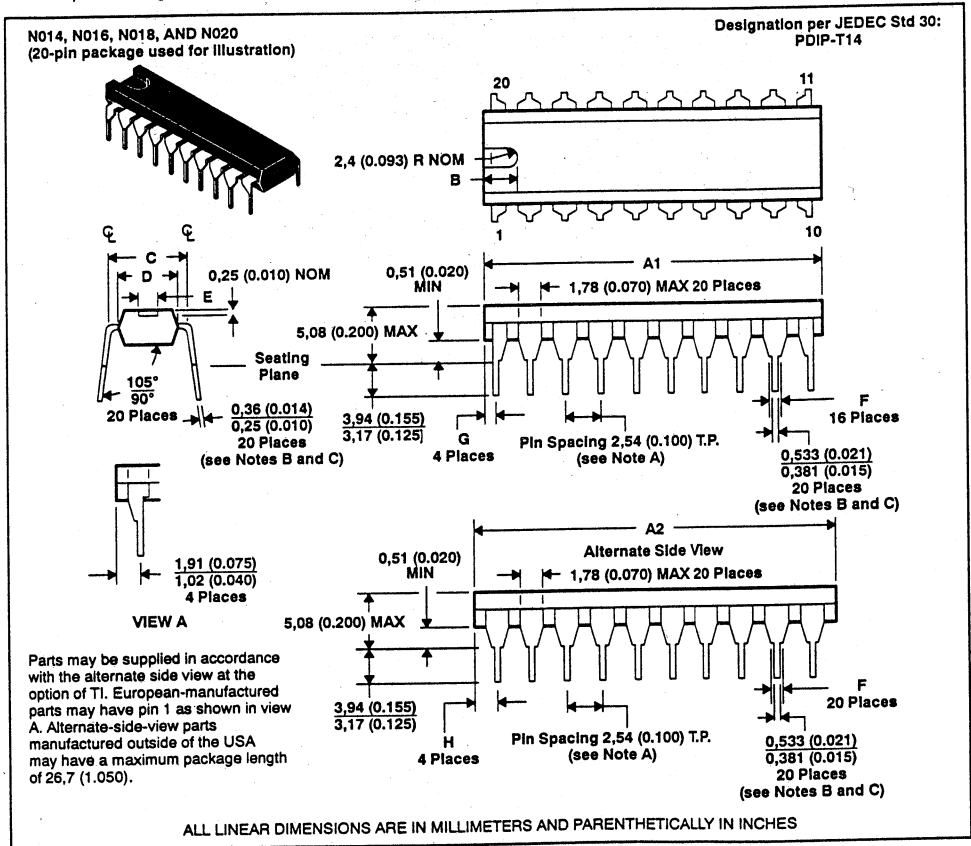 N014, N016, N018, AND N020
(20-pin package used for Illustration)
Designation per JEDEC Std 30:
PDIP-T14
20
11
2,4 (0.093) R NOM
B
1
10
℄
℄
C
D
E
0,25 (0.010) NOM
105°
90°
20 Places
0,36 (0.014)
0,25 (0.010)
20 Places
(see Notes B and C)
Seating
Plane
A1
0,51 (0.020)
MIN
1,78 (0.070) MAX 20 Places
5,08 (0.200) MAX
3,94 (0.155)
3,17 (0.125)
G
4 Places
Pin Spacing 2,54 (0.100) T.P.
(see Note A)
F
16 Places
0,533 (0.021)
0,381 (0.015)
20 Places
(see Notes B and C)
1,91 (0.075)
1,02 (0.040)
4 Places
VIEW A
A2
Alternate Side View
0,51 (0.020)
MIN
1,78 (0.070) MAX 20 Places
5,08 (0.200) MAX
3,94 (0.155)
3,17 (0.125)
H
4 Places
Pin Spacing 2,54 (0.100) T.P.
(see Note A)
F
20 Places
0,533 (0.021)
0,381 (0.015)
20 Places
(see Notes B and C)
Parts may be supplied in accordance
with the alternate side view at the
option of TI. European-manufactured
parts may have pin 1 as shown in view
A. Alternate-side-view parts
manufactured outside of the USA
may have a maximum package length
of 26,7 (1.050).
ALL LINEAR DIMENSIONS ARE IN MILLIMETERS AND PARENTHETICALLY IN INCHES